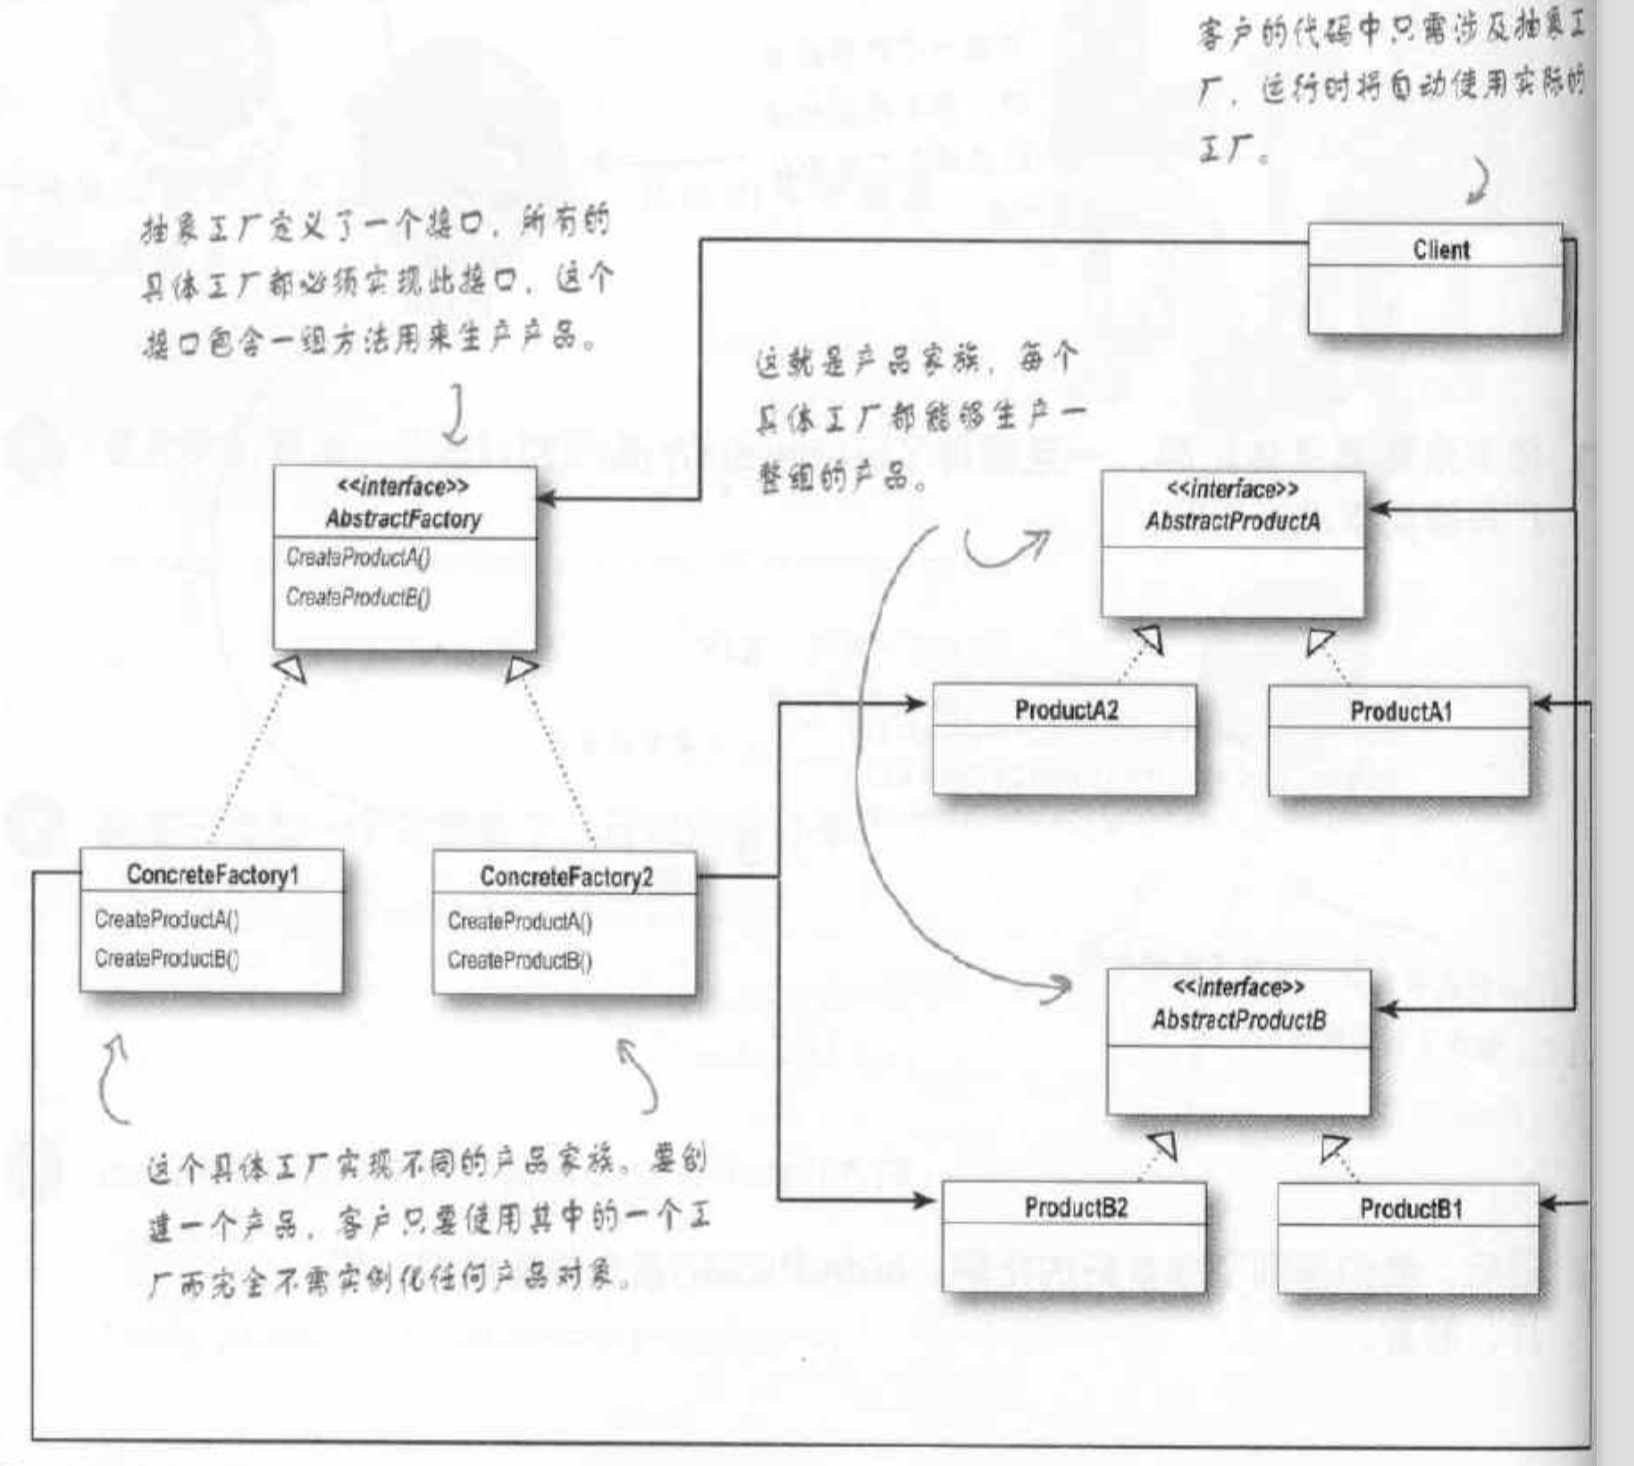 客户的代码中只需涉及抽象工
厂，运行时将自动使用实际的
工厂。
抽象工厂定义了一个接口，所有的
具体工厂都必须实现此接口，这个
接口包含一组方法用来生产产品。
Client
这就是产品家族，每个
具体工厂都能够生产一
整组的产品。
<<interface>>
AbstractFactory
CreateProductA()
CreateProductB()
<<interface>>
AbstractProductA
ProductA2
ProductA1
ConcreteFactory1
CreateProductA()
CreateProductB()
ConcreteFactory2
CreateProductA()
CreateProductB()
<<interface>>
AbstractProductB
ProductB2
ProductB1
这个具体工厂实现不同的产品家族。要创
建一个产品，客户只要使用其中的一个工
厂而完全不需实例化任何产品对象。